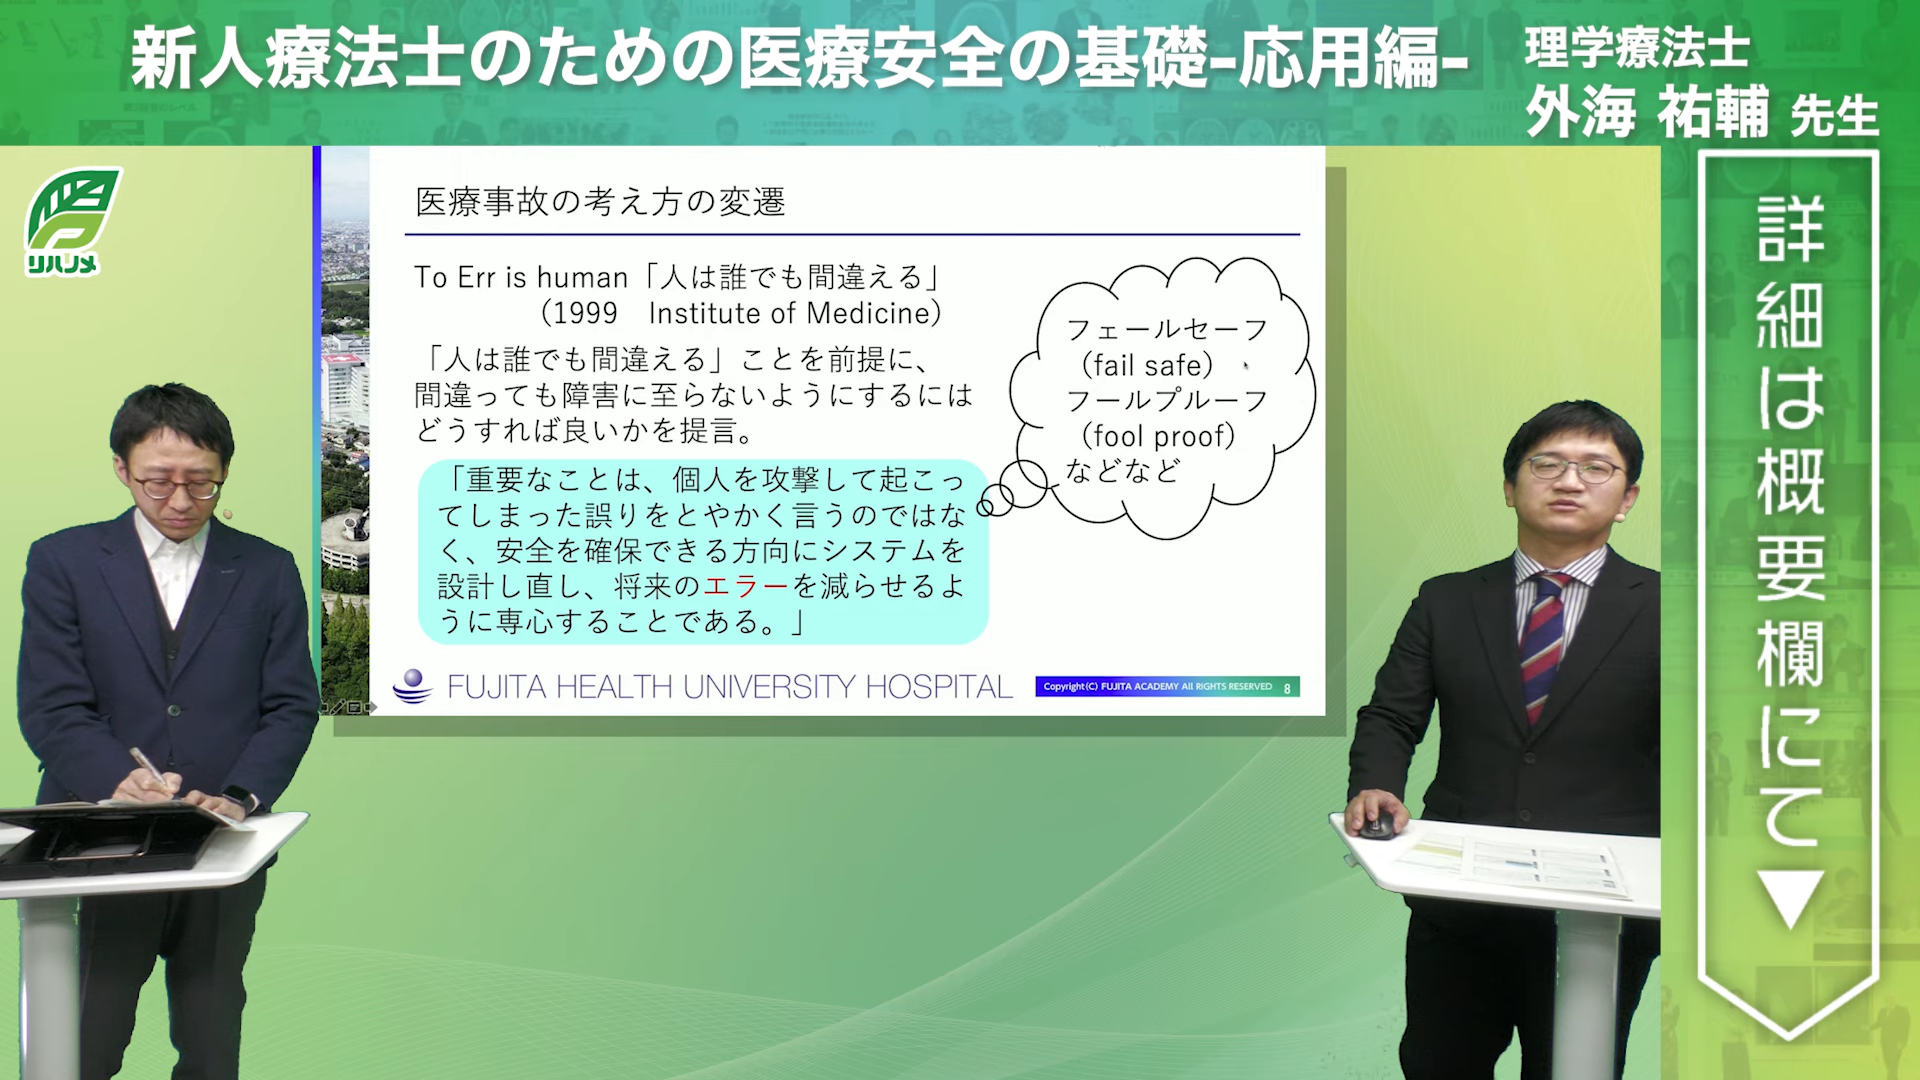 新人療法士のための医療安全の基礎-応用編-
理学療法士
外海 祐輔 先生
リハノメ
医療事故の考え方の変遷
To Err is human「人は誰でも間違える」
（1999　Institute of Medicine）
「人は誰でも間違える」ことを前提に、
間違っても障害に至らないようにするには
どうすれば良いかを提言。
「重要なことは、個人を攻撃して起こっ
てしまった誤りをとやかく言うのではな
く、安全を確保できる方向にシステムを
設計し直し、将来のエラーを減らせるよ
うに専心することである。」
フェールセーフ
（fail safe）
フールプルーフ
（fool proof）
などなど
FUJITA HEALTH UNIVERSITY HOSPITAL
Copyright(C) FUJITA ACADEMY All RIGHTS RESERVED 8
詳細は概要欄にて▼